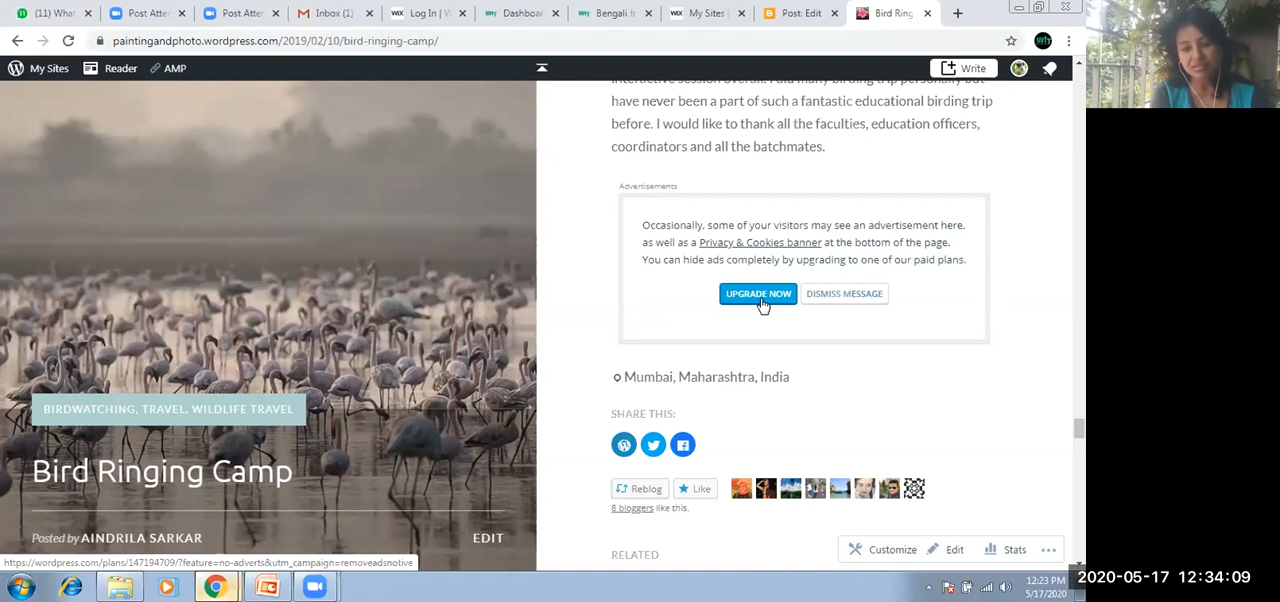 (11) What
Post Atter
Post Atter
Inbox (1)
Log In | V
Dashboa
Bengali t
My Sites |
Post: Edit
Bird Ring
paintingandphoto.wordpress.com/2019/02/10/bird-ringing-camp/
My Sites
Reader
AMP
Write
have never been a part of such a fantastic educational birding trip
before. I would like to thank all the faculties, education officers,
coordinators and all the batchmates.
Advertisements
Occasionally, some of your visitors may see an advertisement here,
as well as a Privacy & Cookies banner at the bottom of the page.
You can hide ads completely by upgrading to one of our paid plans.
UPGRADE NOW
DISMISS MESSAGE
Mumbai, Maharashtra, India
SHARE THIS:
Reblog
Like
8 bloggers like this.
RELATED
Customize
Edit
Stats
BIRDWATCHING, TRAVEL, WILDLIFE TRAVEL
Bird Ringing Camp
Posted by AINDRILA SARKAR
EDIT
https://wordpress.com/plans/147194709/?feature=no-adverts&utm_campaign=removeadsnotive
12:23 PM
5/17/2020
2020-05-17 12:34:09